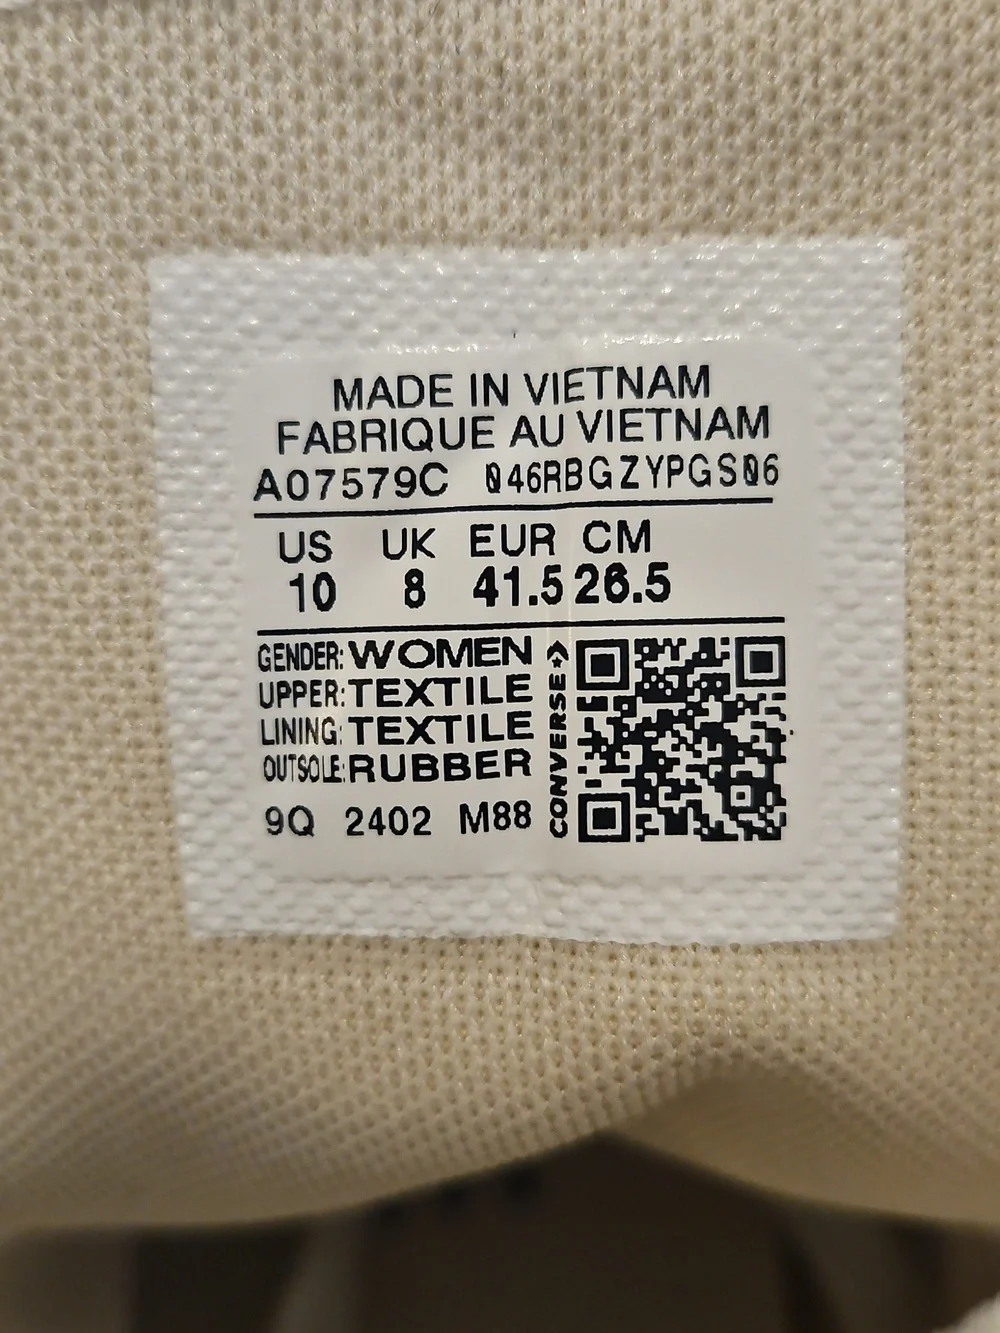 MADE IN VIETNAM
FABRIQUE AU VIETNAM
A07579C 046RBGZYPGS06
US UK EUR CM
10 8 41.5 26.5
GENDER: WOMEN
UPPER: TEXTILE
LINING: TEXTILE
OUTSOLE: RUBBER
9Q 2402 M88
CONVERSE